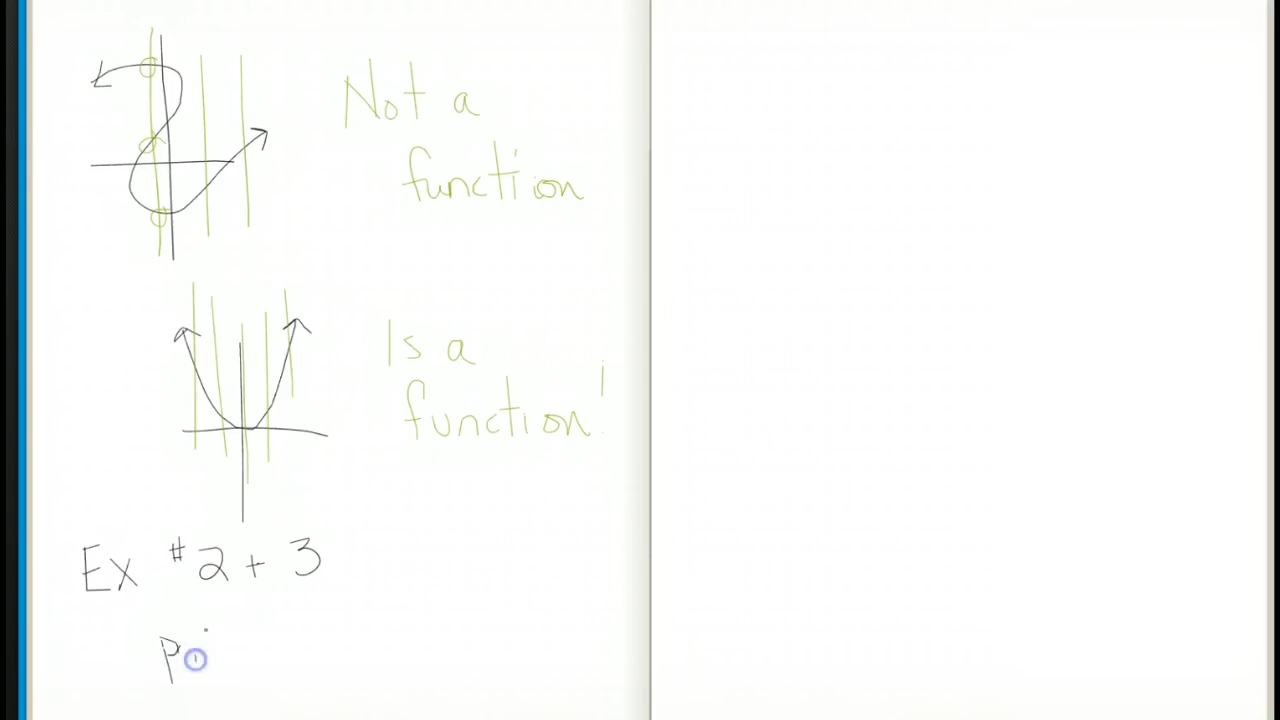 Not a
function
Is a
function!
Ex #2 + 3